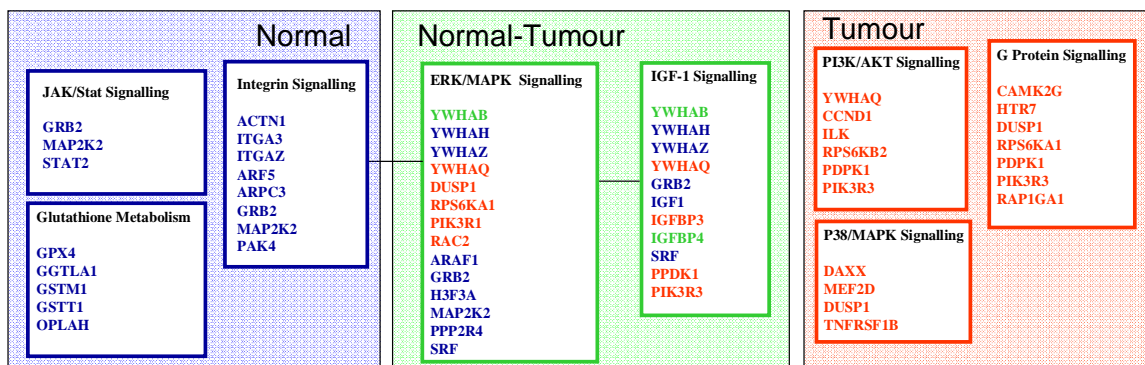 Normal
JAK/Stat Signalling
GRB2
MAP2K2
STAT2
Glutathione Metabolism
GPX4
GGTLA1
GSTM1
GSTT1
OPLAH
Integrin Signalling
ACTN1
ITGA3
ITGAZ
ARF5
ARPC3
GRB2
MAP2K2
PAK4
Normal-Tumour
ERK/MAPK Signalling
YWHAB
YWHAH
YWHAZ
YWHAQ
DUSP1
RPS6KA1
PIK3R1
RAC2
ARAF1
GRB2
H3F3A
MAP2K2
PPP2R4
SRF
IGF-1 Signalling
YWHAB
YWHAH
YWHAZ
YWHAQ
GRB2
IGF1
IGFBP3
IGFBP4
SRF
PPDK1
PIK3R3
Tumour
PI3K/AKT Signalling
YWHAQ
CCND1
ILK
RPS6KB2
PDPK1
PIK3R3
P38/MAPK Signalling
DAXX
MEF2D
DUSP1
TNFRSF1B
G Protein Signalling
CAMK2G
HTR7
DUSP1
RPS6KA1
PDPK1
PIK3R3
RAP1GA1